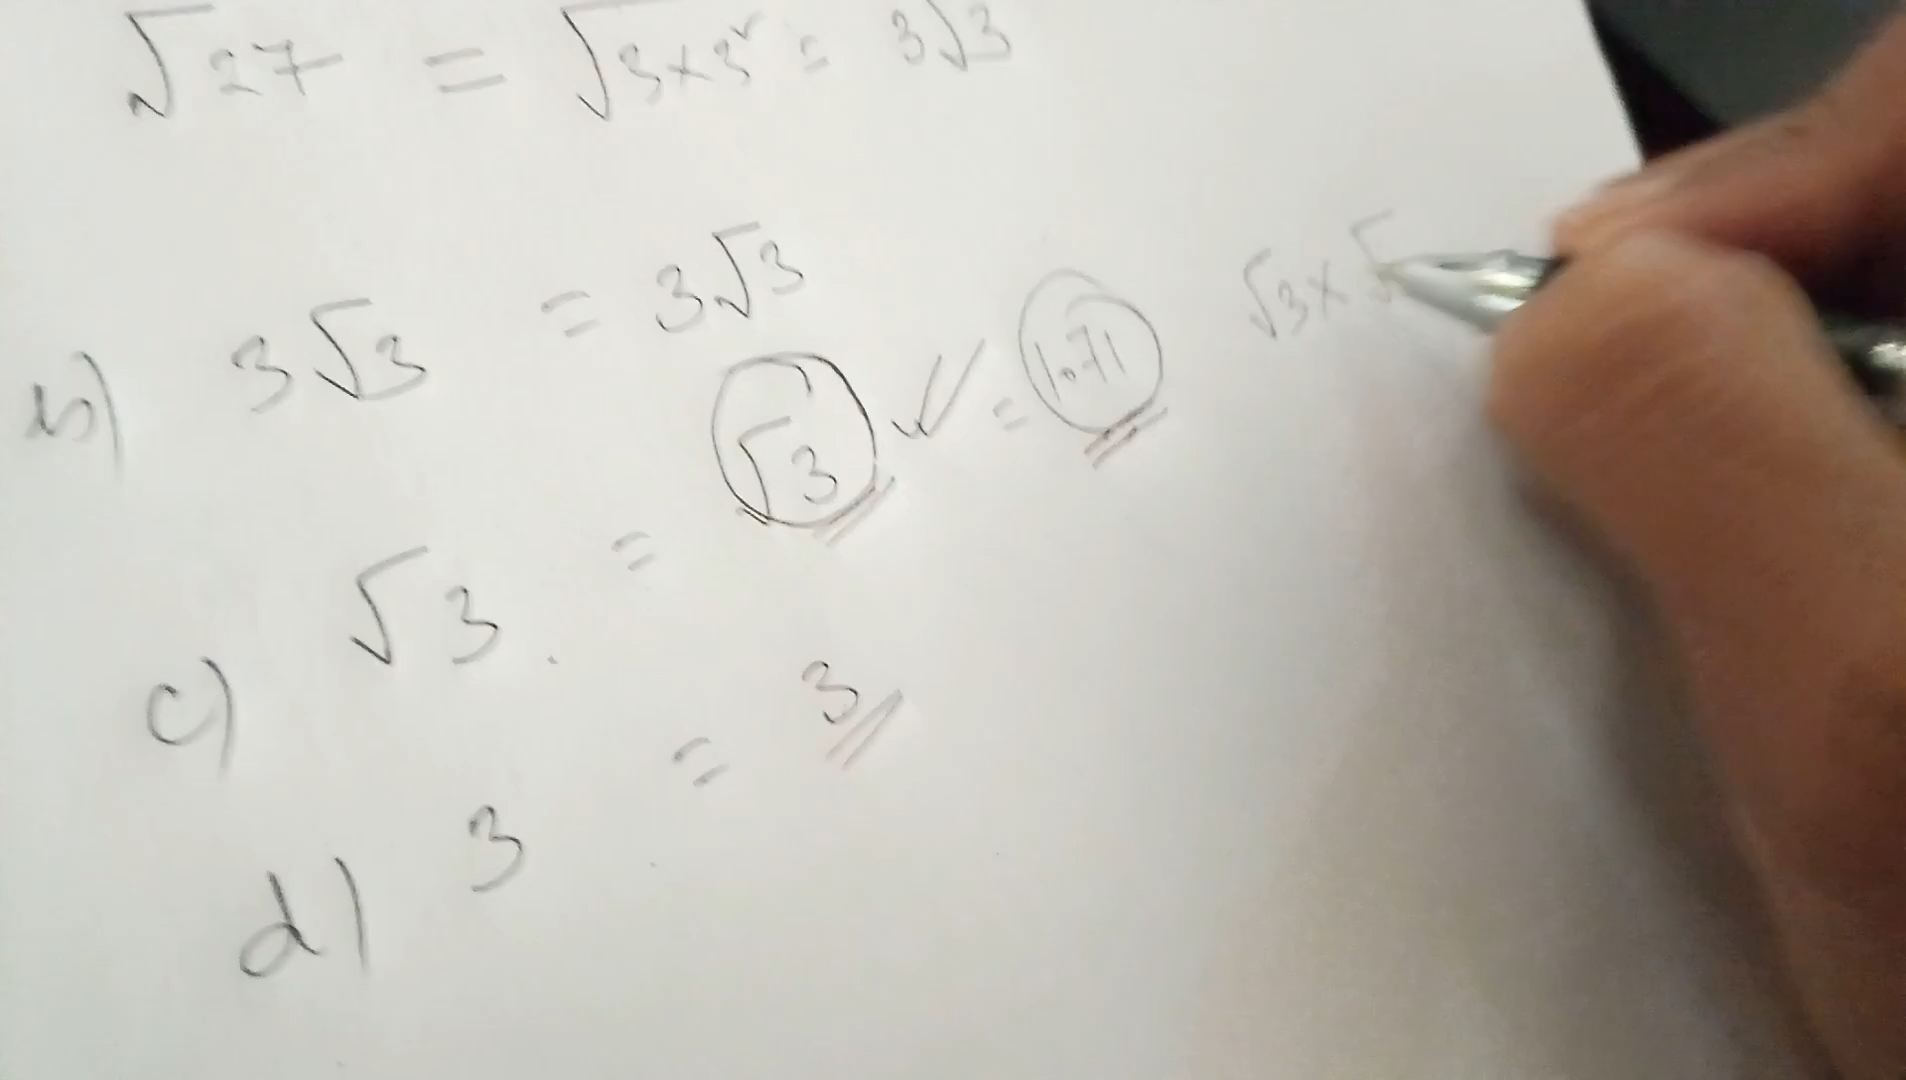 √27 = √3×3² = 3√3
b) 3√3 = 3√3
c) √3 = √3 ✓ = 1.71 √3 × √
d) 3 = 3